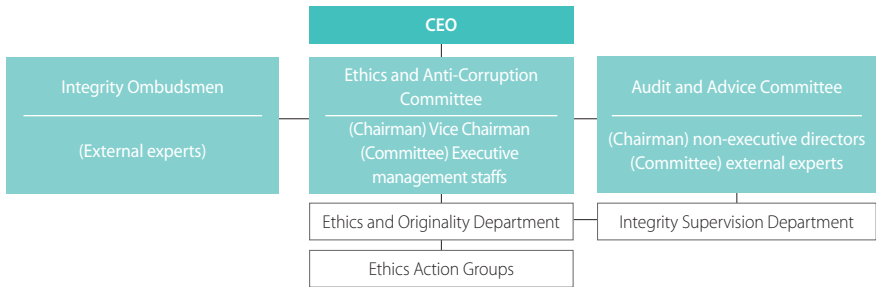 CEO
Integrity Ombudsmen
(External experts)
Ethics and Anti-Corruption
Committee
(Chairman) Vice Chairman
(Committee) Executive
management staffs
Audit and Advice Committee
(Chairman) non-executive directors
(Committee) external experts
Ethics and Originality Department
Integrity Supervision Department
Ethics Action Groups